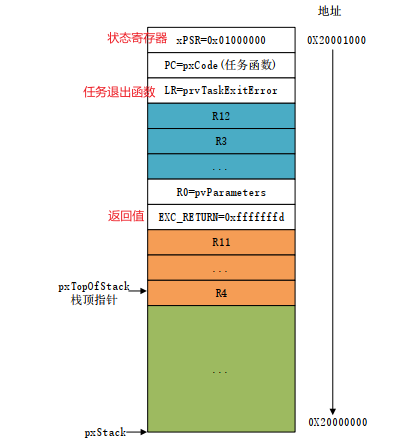 地址
状态寄存器 xPSR=0x01000000 0X20001000
PC=pxCode(任务函数)
任务退出函数 LR=prvTaskExitError
R12
R3
...
R0=pvParameters
返回值 EXC_RETURN=0xfffffffd
R11
...
pxTopOfStack
栈顶指针
R4
...
0X20000000
pxStack